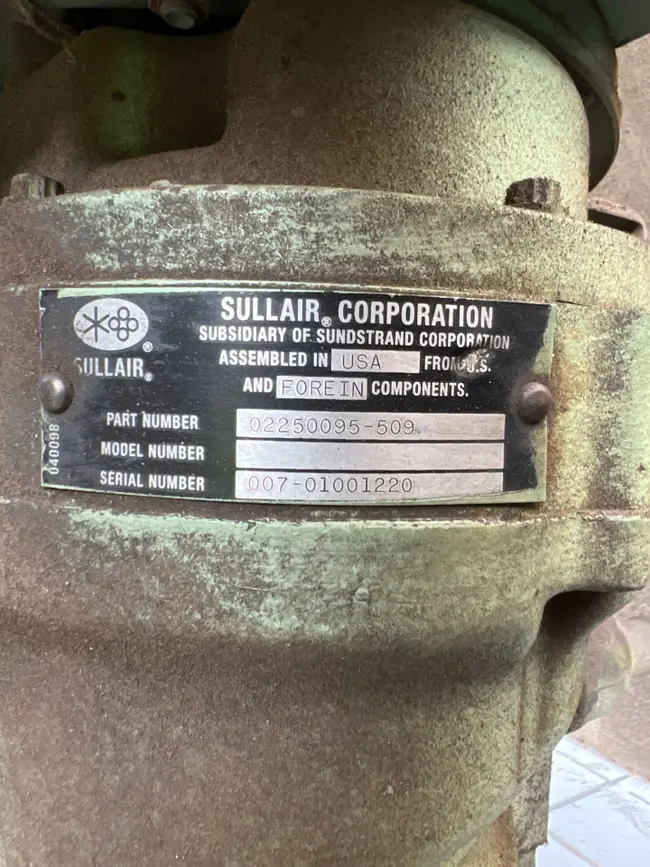 SULLAIR®
SULLAIR® CORPORATION
SUBSIDIARY OF SUNDSTRAND CORPORATION
ASSEMBLED IN USA FROM U.S.
AND FOREIN COMPONENTS.
PART NUMBER 02250095-509
MODEL NUMBER
SERIAL NUMBER 007-01001220
040098